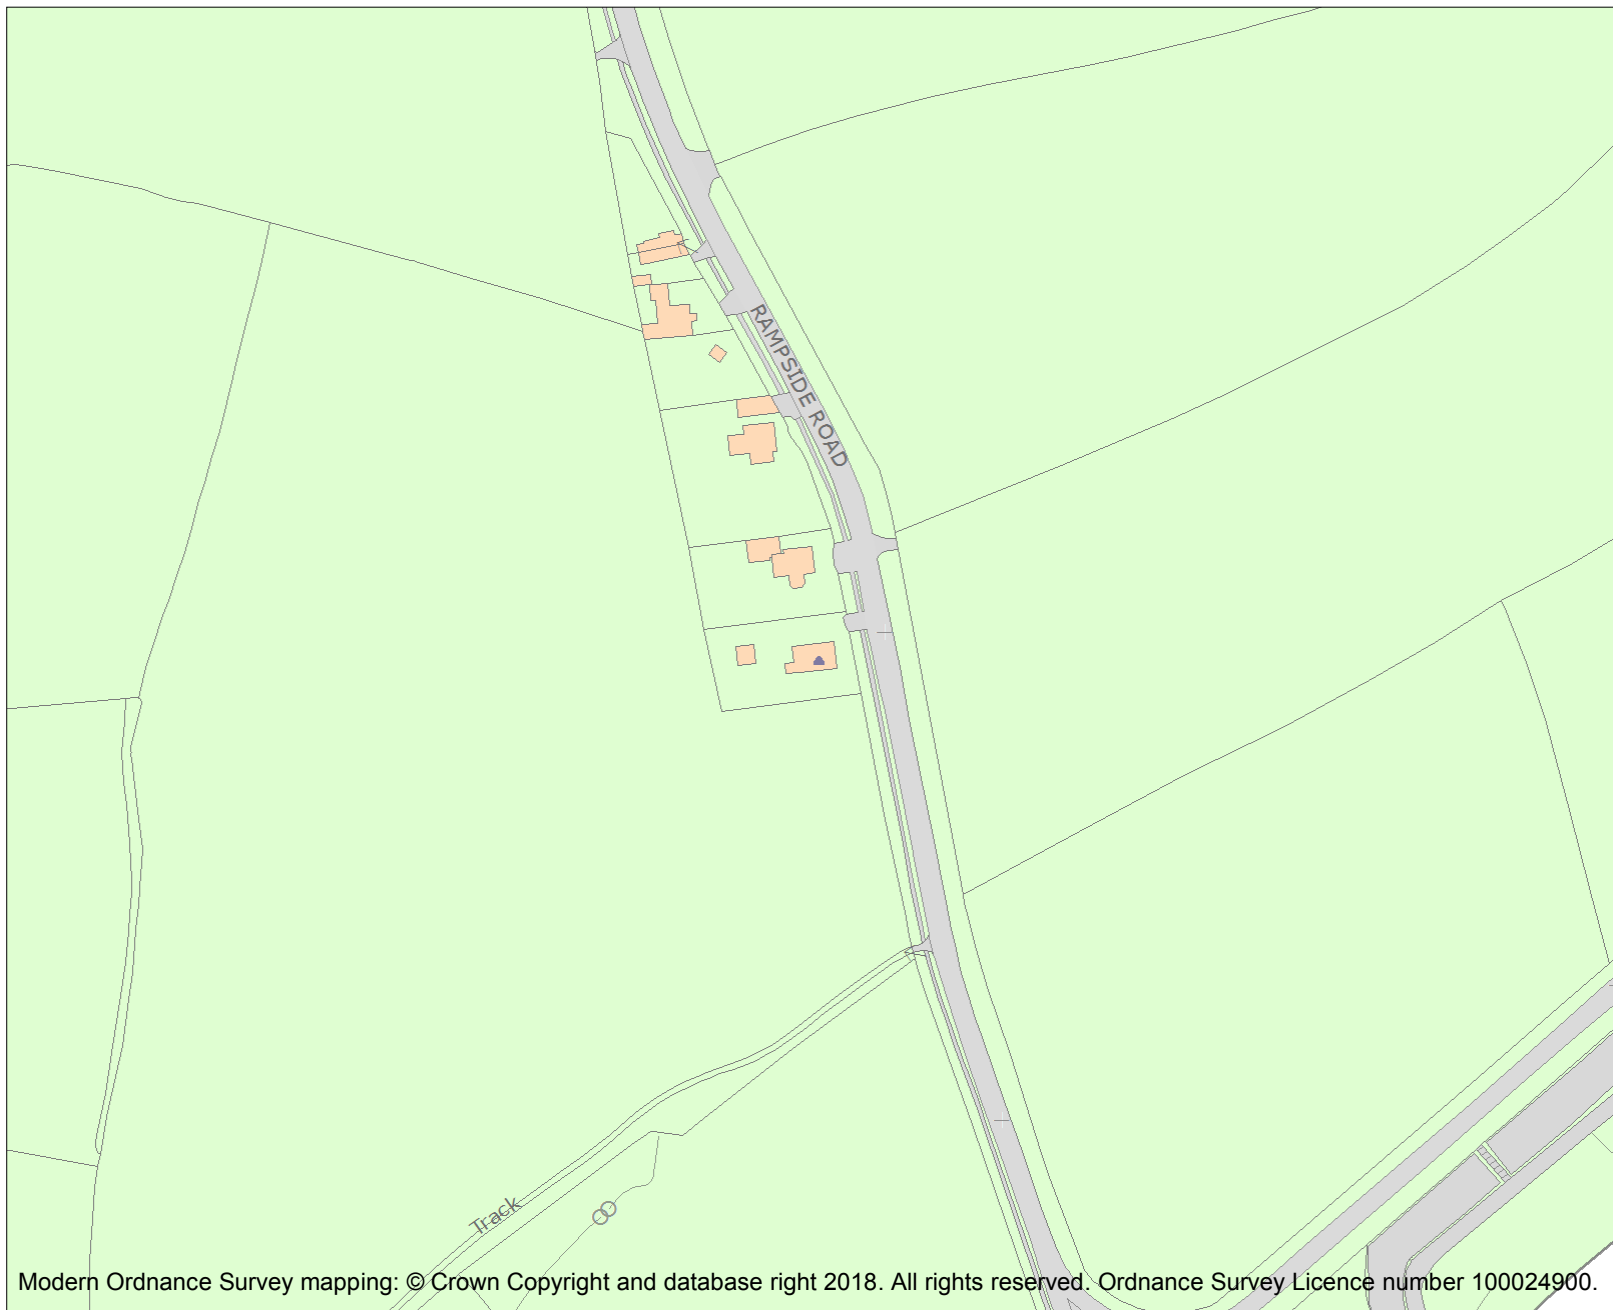 RAMPSIDE ROAD
Track
Modern Ordnance Survey mapping: © Crown Copyright and database right 2018. All rights reserved. Ordnance Survey Licence number 100024900.